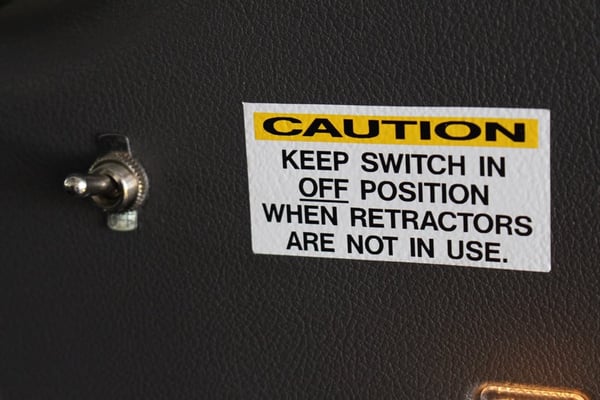 CAUTION
KEEP SWITCH IN
OFF POSITION
WHEN RETRACTORS
ARE NOT IN USE.